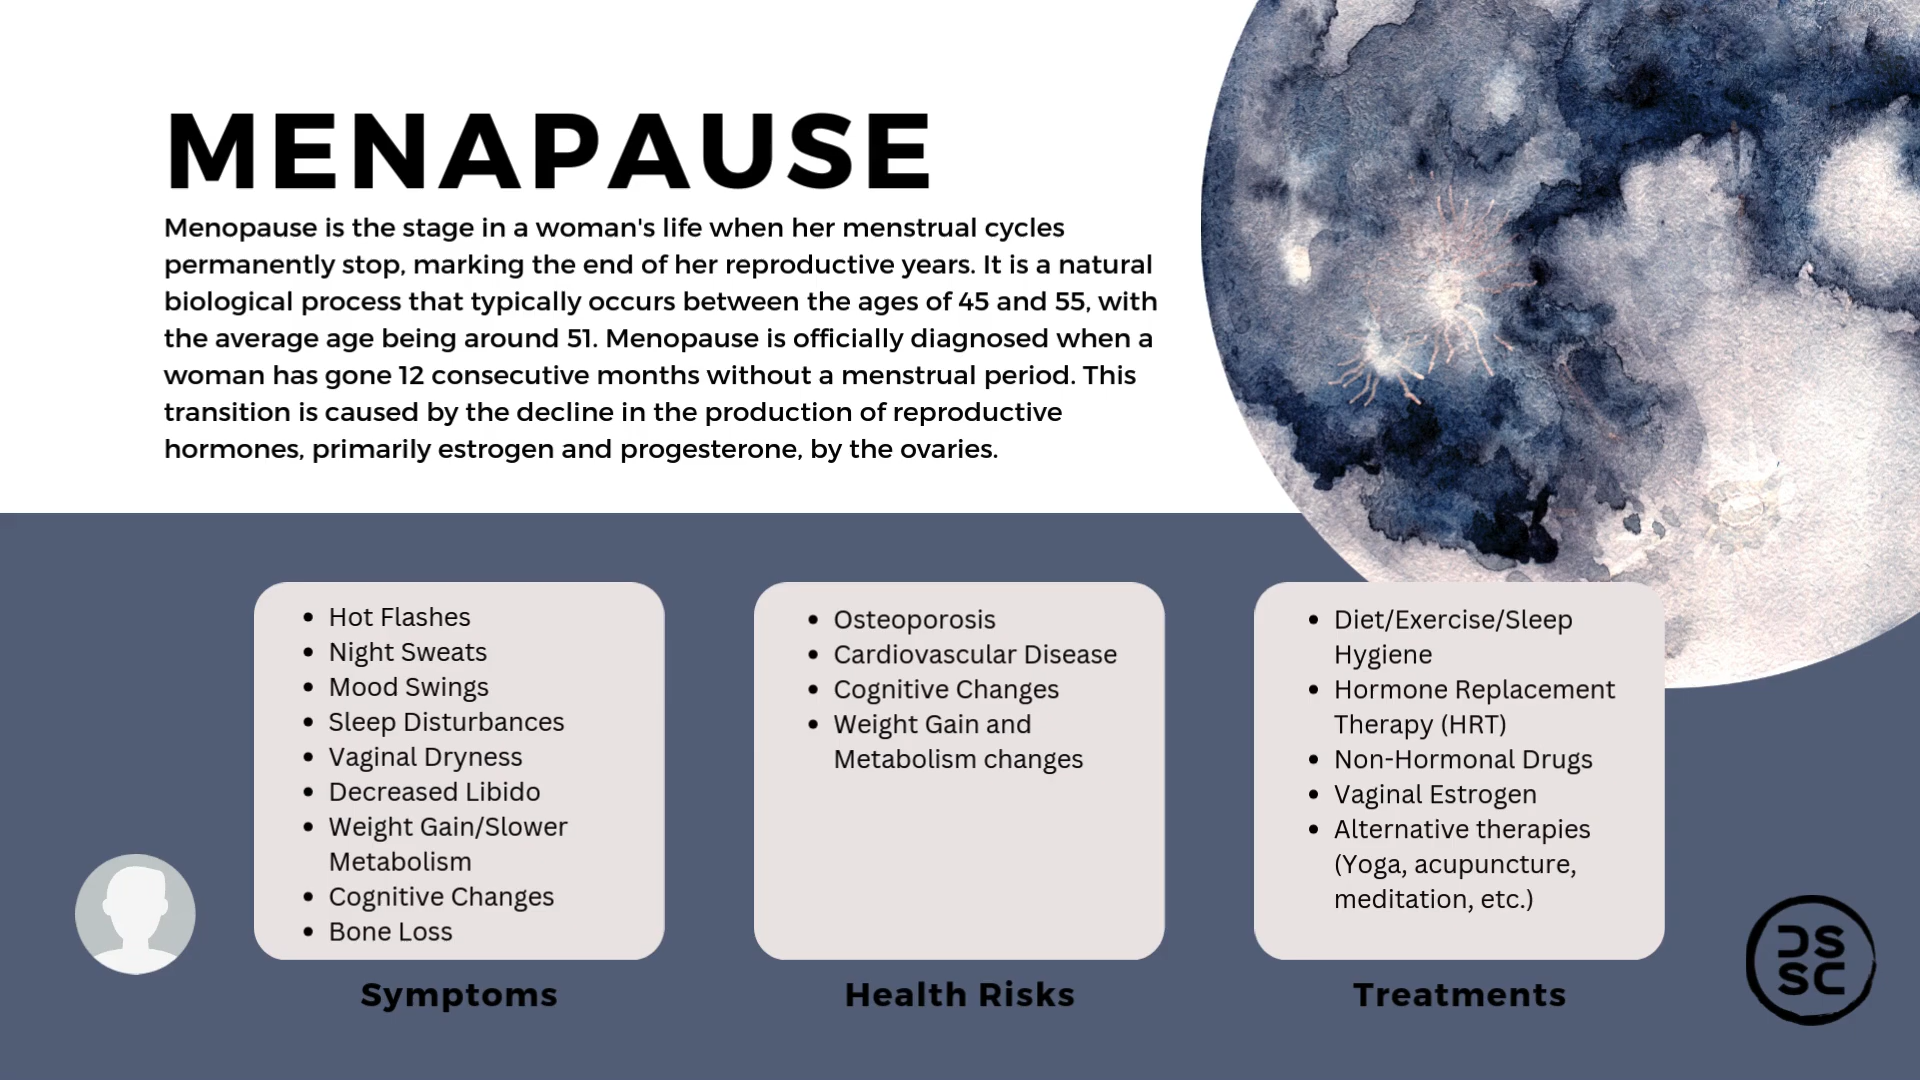 MENAPAUSE
Menopause is the stage in a woman's life when her menstrual cycles
permanently stop, marking the end of her reproductive years. It is a natural
biological process that typically occurs between the ages of 45 and 55, with
the average age being around 51. Menopause is officially diagnosed when a
woman has gone 12 consecutive months without a menstrual period. This
transition is caused by the decline in the production of reproductive
hormones, primarily estrogen and progesterone, by the ovaries.
• Hot Flashes
• Night Sweats
• Mood Swings
• Sleep Disturbances
• Vaginal Dryness
• Decreased Libido
• Weight Gain/Slower
Metabolism
• Cognitive Changes
• Bone Loss
Symptoms
• Osteoporosis
• Cardiovascular Disease
• Cognitive Changes
• Weight Gain and
Metabolism changes
Health Risks
• Diet/Exercise/Sleep
Hygiene
• Hormone Replacement
Therapy (HRT)
• Non-Hormonal Drugs
• Vaginal Estrogen
• Alternative therapies
(Yoga, acupuncture,
meditation, etc.)
Treatments
DS
SC